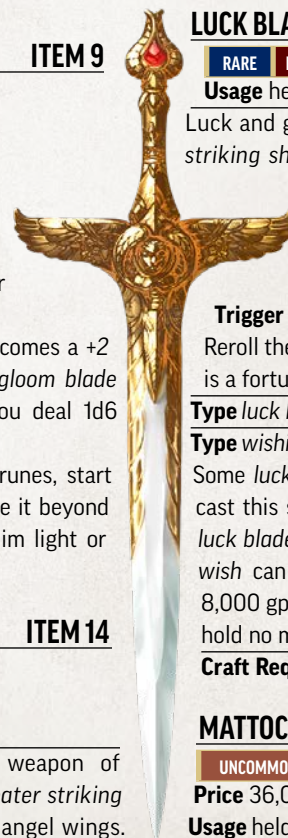 ITEM 9
r
comes a +2
gloom blade
ou deal 1d6
runes, start
e it beyond
im light or
ITEM 14
weapon of
ater striking
angel wings.
LUCK BLA
RARE
Usage he
Luck and g
striking sh
Trigger
Reroll the
is a fortu
Type luck l
Type wishi
Some luck
cast this s
luck blade
wish can
8,000 gp
hold no m
Craft Req
MATTOC
UNCOMMO
Price 36,0
Usage held